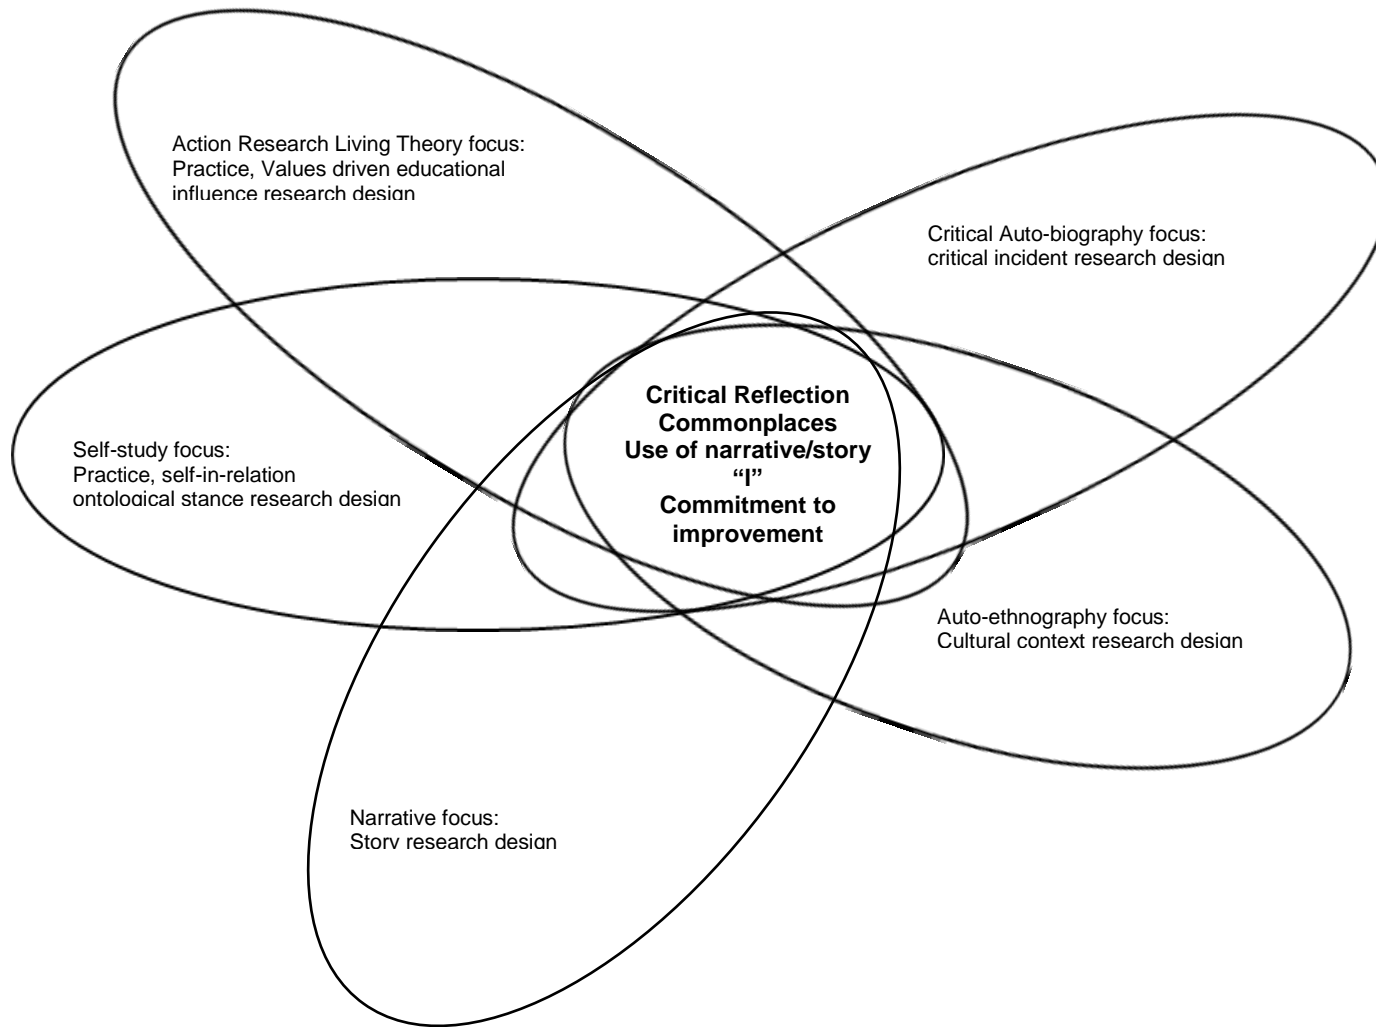 Action Research Living Theory focus:
Practice, Values driven educational
influence research design
Critical Auto-biography focus:
critical incident research design
Critical Reflection
Commonplaces
Use of narrative/story
“I”
Commitment to
improvement
Self-study focus:
Practice, self-in-relation
ontological stance research design
Auto-ethnography focus:
Cultural context research design
Narrative focus:
Story research design